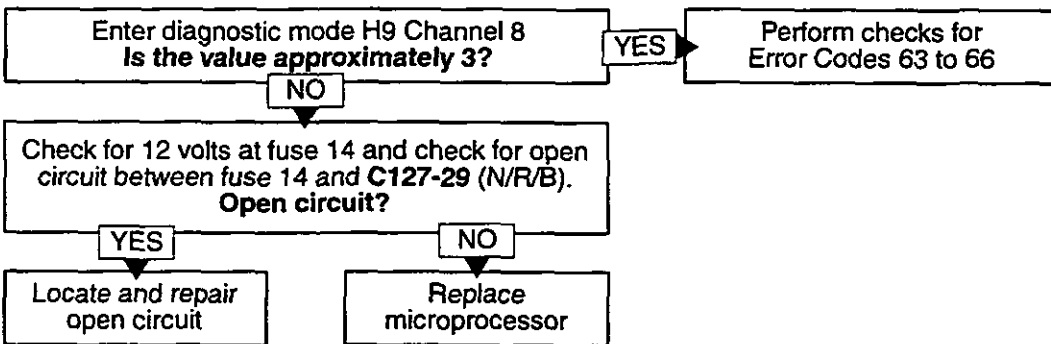 Enter diagnostic mode H9 Channel 8
Is the value approximately 3?
YES
Perform checks for
Error Codes 63 to 66
NO
Check for 12 volts at fuse 14 and check for open
circuit between fuse 14 and C127-29 (N/R/B).
Open circuit?
YES
NO
Locate and repair
open circuit
Replace
microprocessor